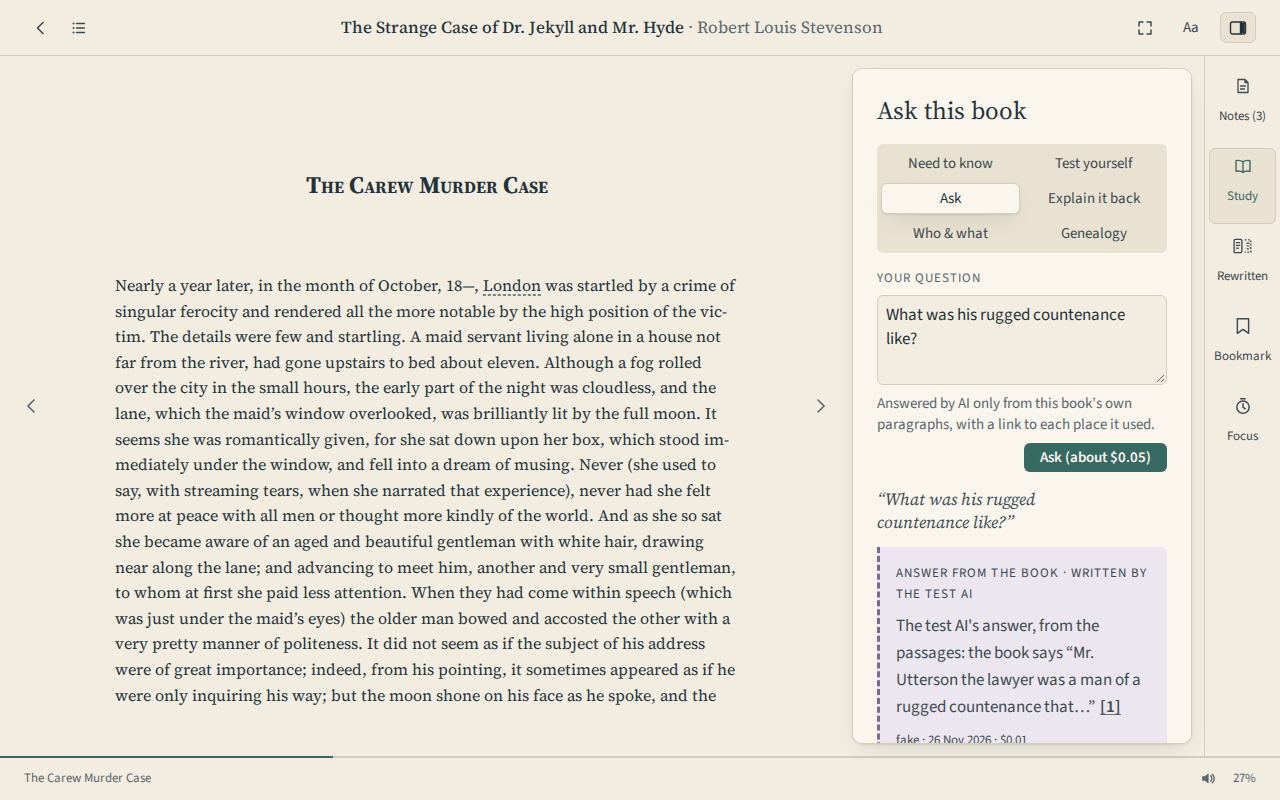 The Strange Case of Dr. Jekyll and Mr. Hyde · Robert Louis Stevenson
Aa
The Carew Murder Case
Nearly a year later, in the month of October, 18—, London was startled by a crime of
singular ferocity and rendered all the more notable by the high position of the vic-
tim. The details were few and startling. A maid servant living alone in a house not
far from the river, had gone upstairs to bed about eleven. Although a fog rolled
over the city in the small hours, the early part of the night was cloudless, and the
lane, which the maid’s window overlooked, was brilliantly lit by the full moon. It
seems she was romantically given, for she sat down upon her box, which stood im-
mediately under the window, and fell into a dream of musing. Never (she used to
say, with streaming tears, when she narrated that experience), never had she felt
more at peace with all men or thought more kindly of the world. And as she so sat
she became aware of an aged and beautiful gentleman with white hair, drawing
near along the lane; and advancing to meet him, another and very small gentleman,
to whom at first she paid less attention. When they had come within speech (which
was just under the maid’s eyes) the older man bowed and accosted the other with a
very pretty manner of politeness. It did not seem as if the subject of his address
were of great importance; indeed, from his pointing, it sometimes appeared as if he
were only inquiring his way; but the moon shone on his face as he spoke, and the
Ask this book
Need to know
Test yourself
Ask
Explain it back
Who & what
Genealogy
YOUR QUESTION
What was his rugged countenance
like?
Answered by AI only from this book’s own
paragraphs, with a link to each place it used.
Ask (about $0.05)
“What was his rugged
countenance like?”
ANSWER FROM THE BOOK · WRITTEN BY
THE TEST AI
The test AI's answer, from the
passages: the book says “Mr.
Utterson the lawyer was a man of a
rugged countenance that…” [1]
fake · 26 Nov 2026 · $0.01
Notes (3)
Study
Rewritten
Bookmark
Focus
The Carew Murder Case
27%